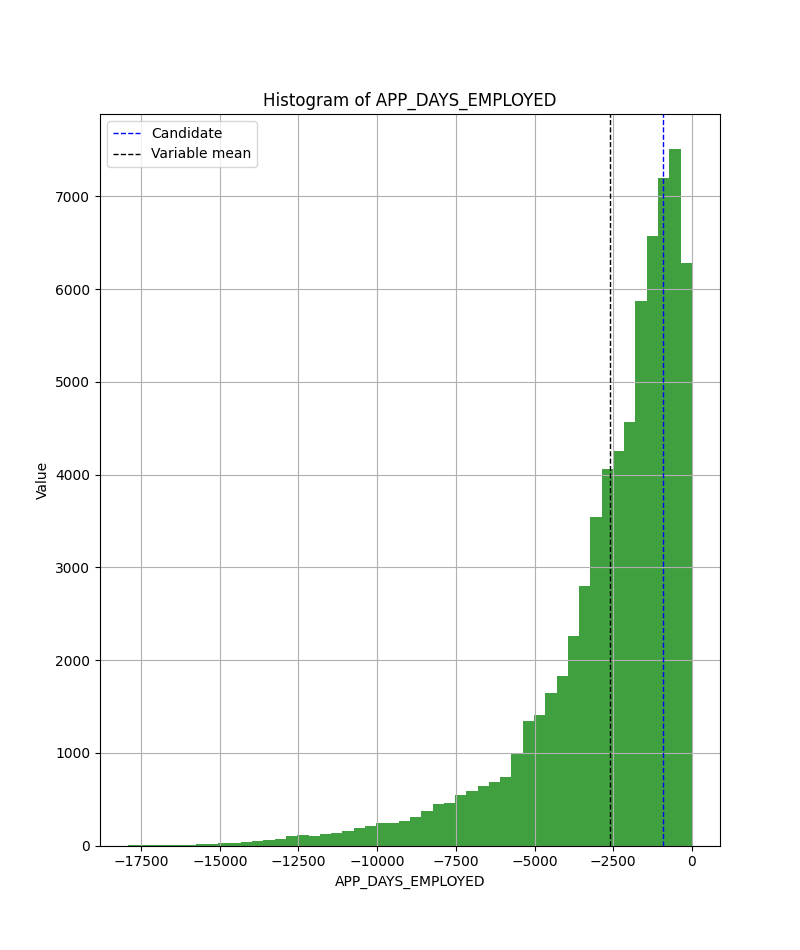 Histogram of APP_DAYS_EMPLOYED
Candidate
Variable mean
7000
6000
5000
4000
3000
2000
1000
0
Value
−17500 −15000 −12500 −10000 −7500 −5000 −2500 0
APP_DAYS_EMPLOYED